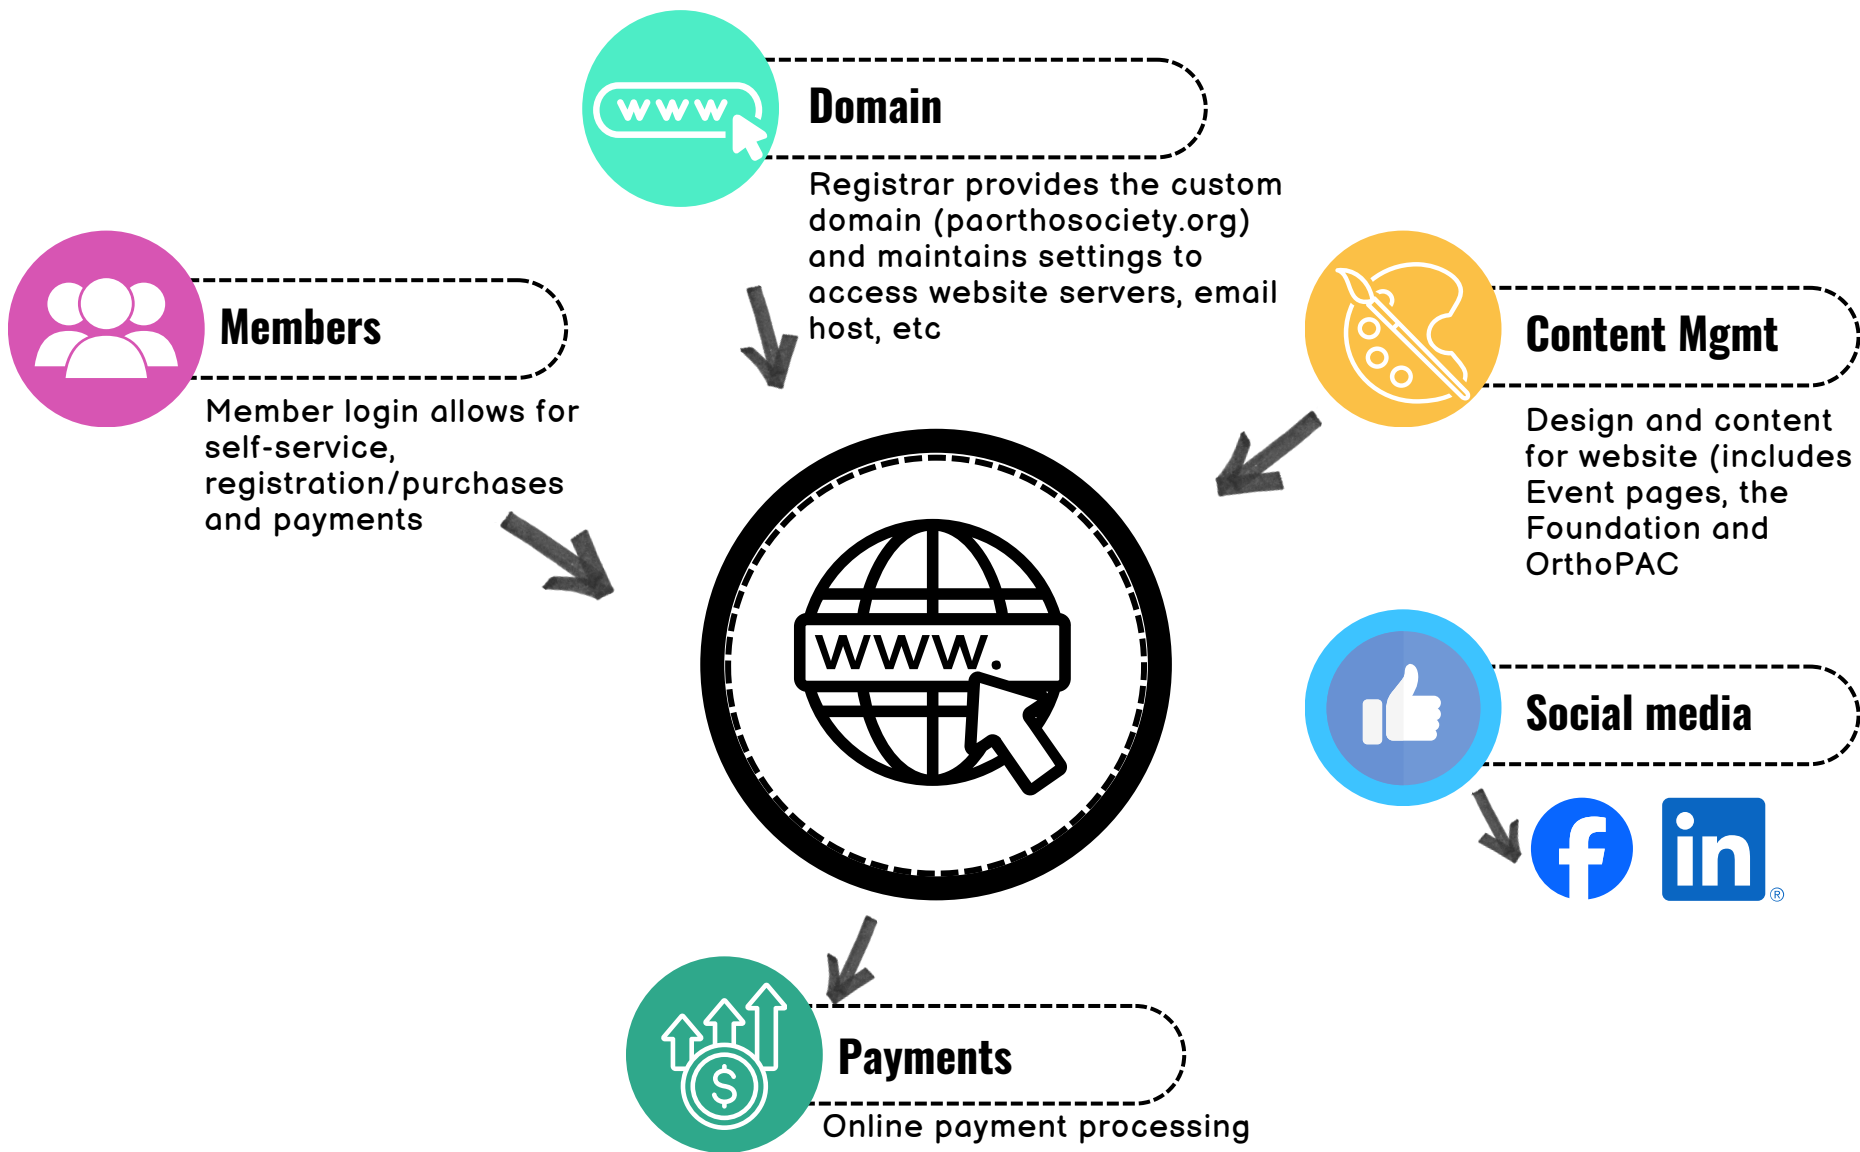 www
Domain
Registrar provides the custom
domain (paorthosociety.org)
and maintains settings to
access website servers, email
host, etc
Members
Member login allows for
self-service,
registration/purchases
and payments
Content Mgmt
Design and content
for website (includes
Event pages, the
Foundation and
OrthoPAC
www.
Social media
f
in
®
$
Payments
Online payment processing